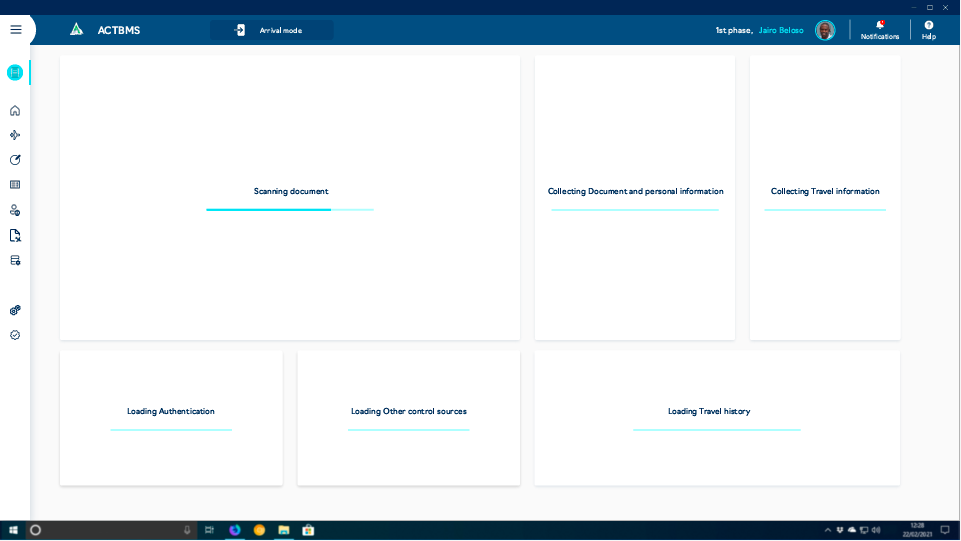 ACTBMS
Arrival mode
1st phase, Jairo Beloso
Notifications
Help
Scanning document
Collecting Document and personal information
Collecting Travel information
Loading Authentication
Loading Other control sources
Loading Travel history
12:28
22/02/2021